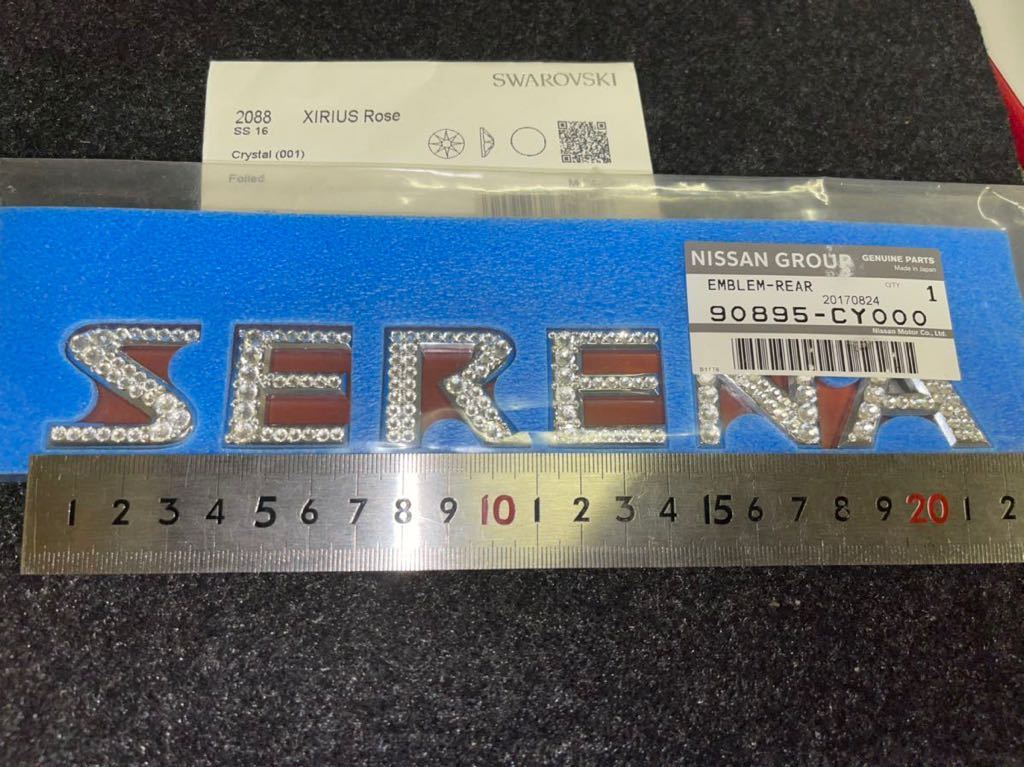 SWAROVSKI
2088 XIRIUS Rose
SS 16
Crystal (001)
Foiled
NISSAN GROUP GENUINE PARTS
Made in Japan
EMBLEM-REAR QTY 1
20170824
90895-CY000
Nissan Motor Co., Ltd.
SERENA
1 2 3 4 5 6 7 8 9 10 1 2 3 4 15 6 7 8 9 20 1 2